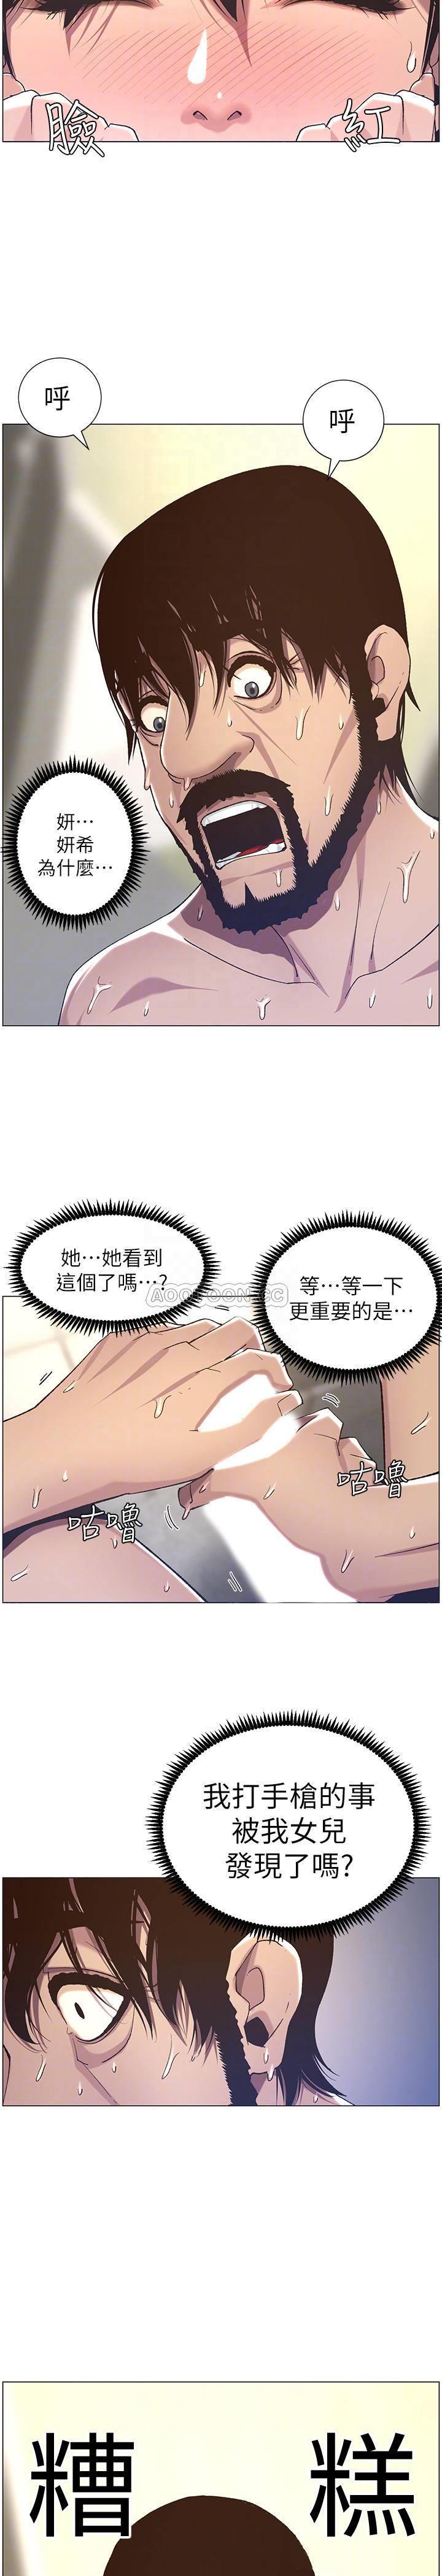 臉
紅
呼
呼
妍⋯
妍希
為什麼⋯
她⋯她看到
這個了嗎⋯?
等⋯等一下
更重要的是⋯
咕嚕
咕嚕
我打手槍的事
被我女兒
發現了嗎?
糟
糕